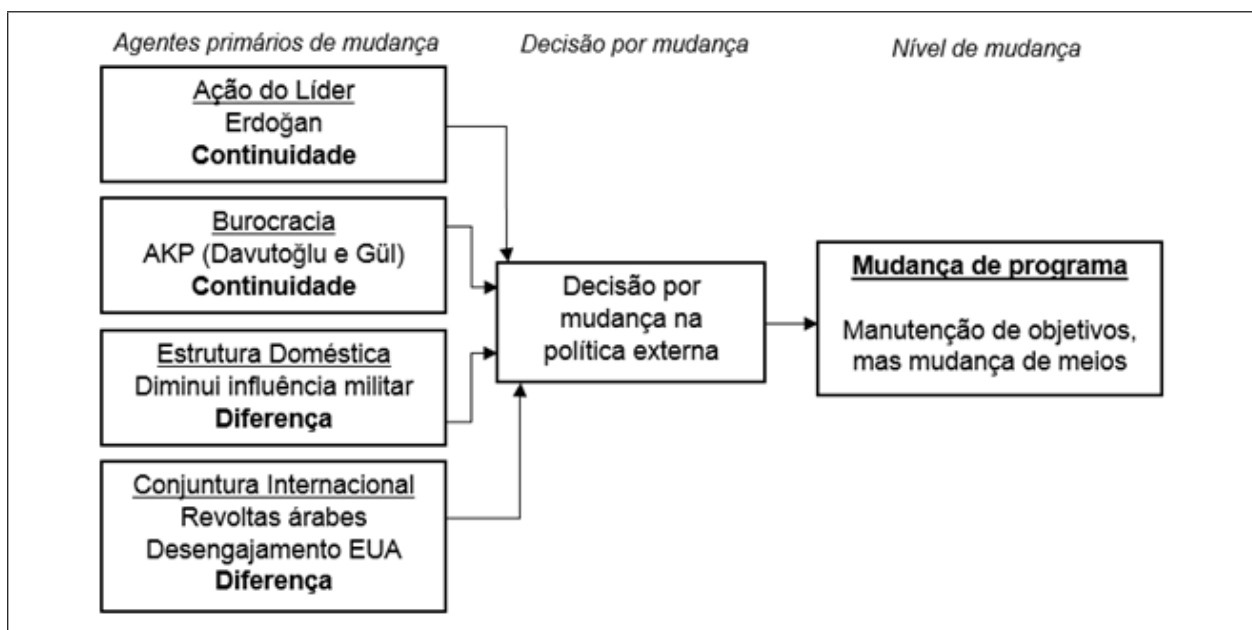 Agentes primários de mudança
Decisão por mudança
Nível de mudança
Ação do Líder
Erdoğan
Continuidade
Burocracia
AKP (Davutoğlu e Gül)
Continuidade
Estrutura Doméstica
Diminui influência militar
Diferença
Conjuntura Internacional
Revoltas árabes
Desengajamento EUA
Diferença
Decisão por
mudança na
política externa
Mudança de programa
Manutenção de objetivos,
mas mudança de meios